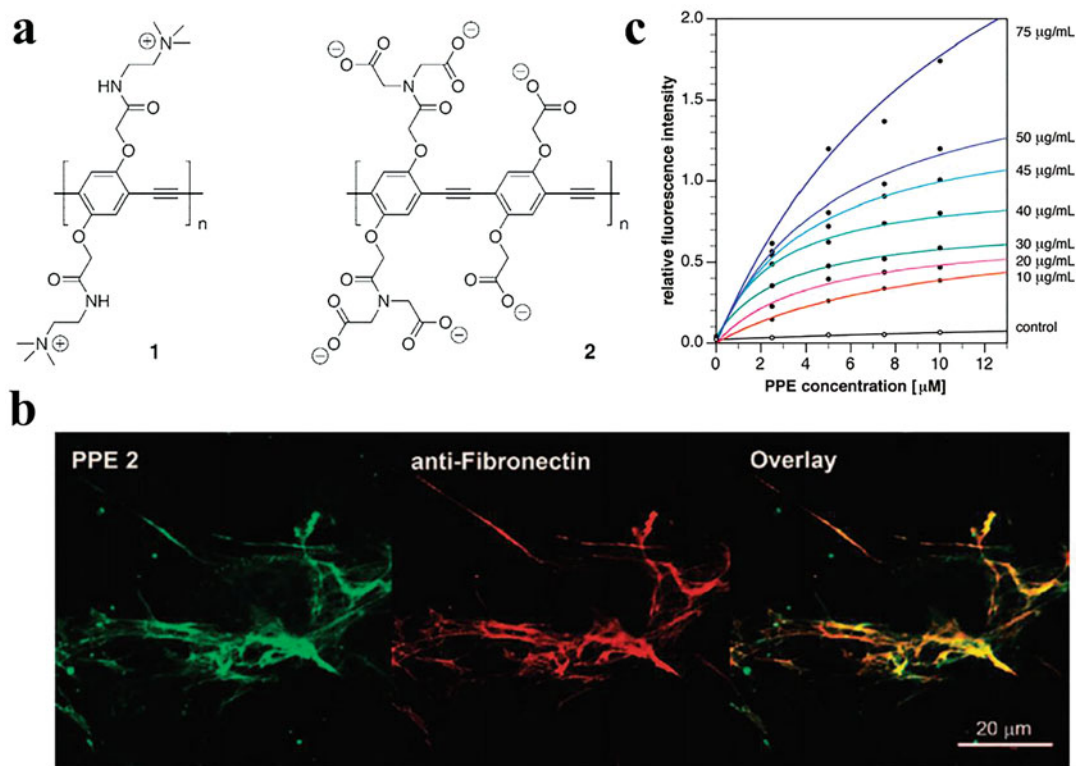 a
N
⊕
HN
O
O
n
O
O
NH
N
⊕
1
⊖
O
O
O
O
⊖
N
O
O
O
O
⊖
n
O
O
O
N
O
O
⊖
O
O
⊖
O
O
⊖
2
c
relative fluorescence intensity
2.0
1.5
1.0
0.5
0.0
0
2
4
6
8
10
12
PPE concentration [μM]
75 μg/mL
50 μg/mL
45 μg/mL
40 μg/mL
30 μg/mL
20 μg/mL
10 μg/mL
control
b
PPE 2
anti-Fibronectin
Overlay
20 μm